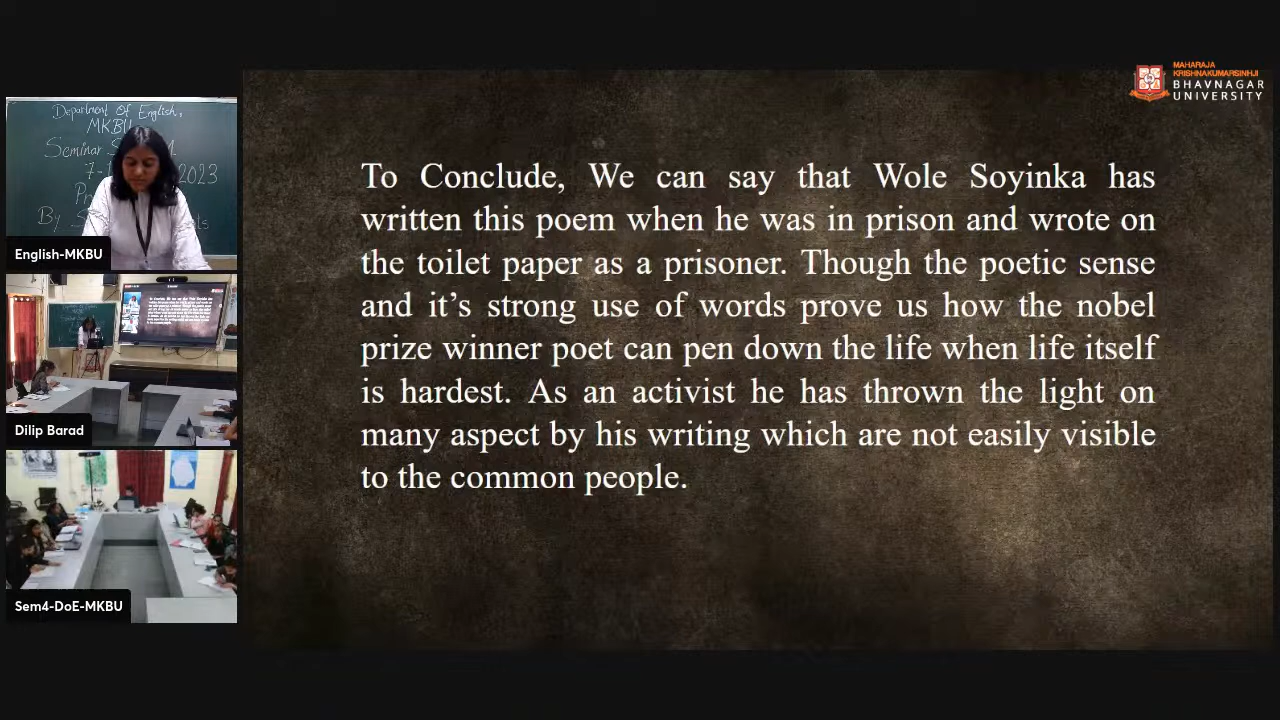 MAHARAJA
KRISHNAKUMARSINHJI
BHAVNAGAR
UNIVERSITY
Department Of English,
MKBU
Seminar
7-
2023
By
English-MKBU
Dilip Barad
Sem4-DoE-MKBU
To Conclude, We can say that Wole Soyinka has
written this poem when he was in prison and wrote on
the toilet paper as a prisoner. Though the poetic sense
and it’s strong use of words prove us how the nobel
prize winner poet can pen down the life when life itself
is hardest. As an activist he has thrown the light on
many aspect by his writing which are not easily visible
to the common people.